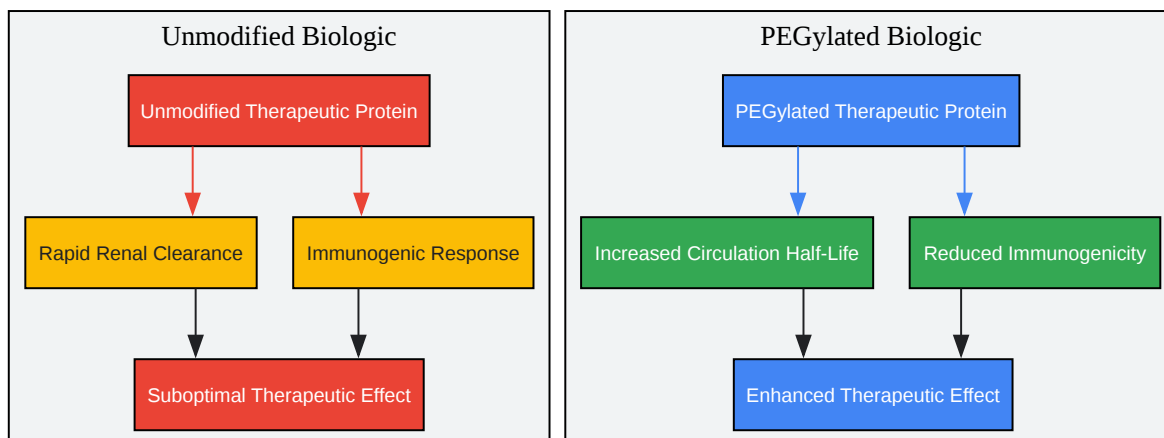 Unmodified Biologic
Unmodified Therapeutic Protein
Rapid Renal Clearance
Immunogenic Response
Suboptimal Therapeutic Effect
PEGylated Biologic
PEGylated Therapeutic Protein
Increased Circulation Half-Life
Reduced Immunogenicity
Enhanced Therapeutic Effect